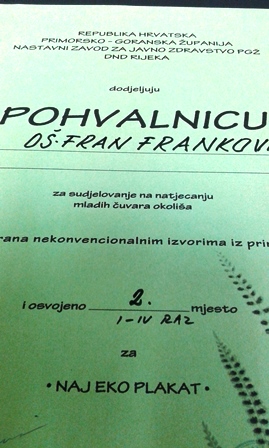 REPUBLIKA HRVATSKA
PRIMORSKO - GORANSKA ŽUPANIJA
NASTAVNI ZAVOD ZA JAVNO ZDRAVSTVO PGŽ
DND RIJEKA
dodjeljuju
POHVALNICU
OŠ. FRAN FRANKOVI
za sudjelovanje na natjecanju
mladih čuvara okoliša
rana nekonvencionalnim izvorima iz pri
i osvojeno 2. mjesto
I-IV RAZ
za
• NAJ EKO PLAKAT •